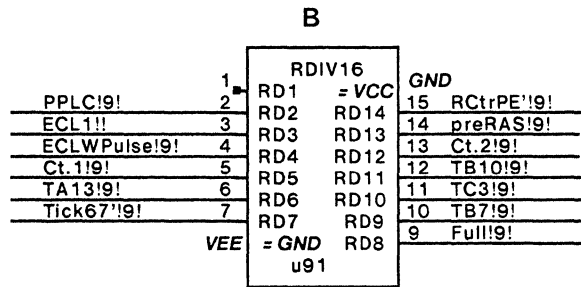 B
RDIV16
1 RD1 = VCC GND
PPLC!9! 2 RD2 RD14 15 RCtrPE'!9!
ECL1!! 3 RD3 RD13 14 preRAS!9!
ECLWPulse!9! 4 RD4 RD12 13 Ct.2!9!
Ct.1!9! 5 RD5 RD11 12 TB10!9!
TA13!9! 6 RD6 RD10 11 TC3!9!
Tick67'!9! 7 RD7 RD9 10 TB7!9!
VEE = GND RD8 9 Full!9!
u91